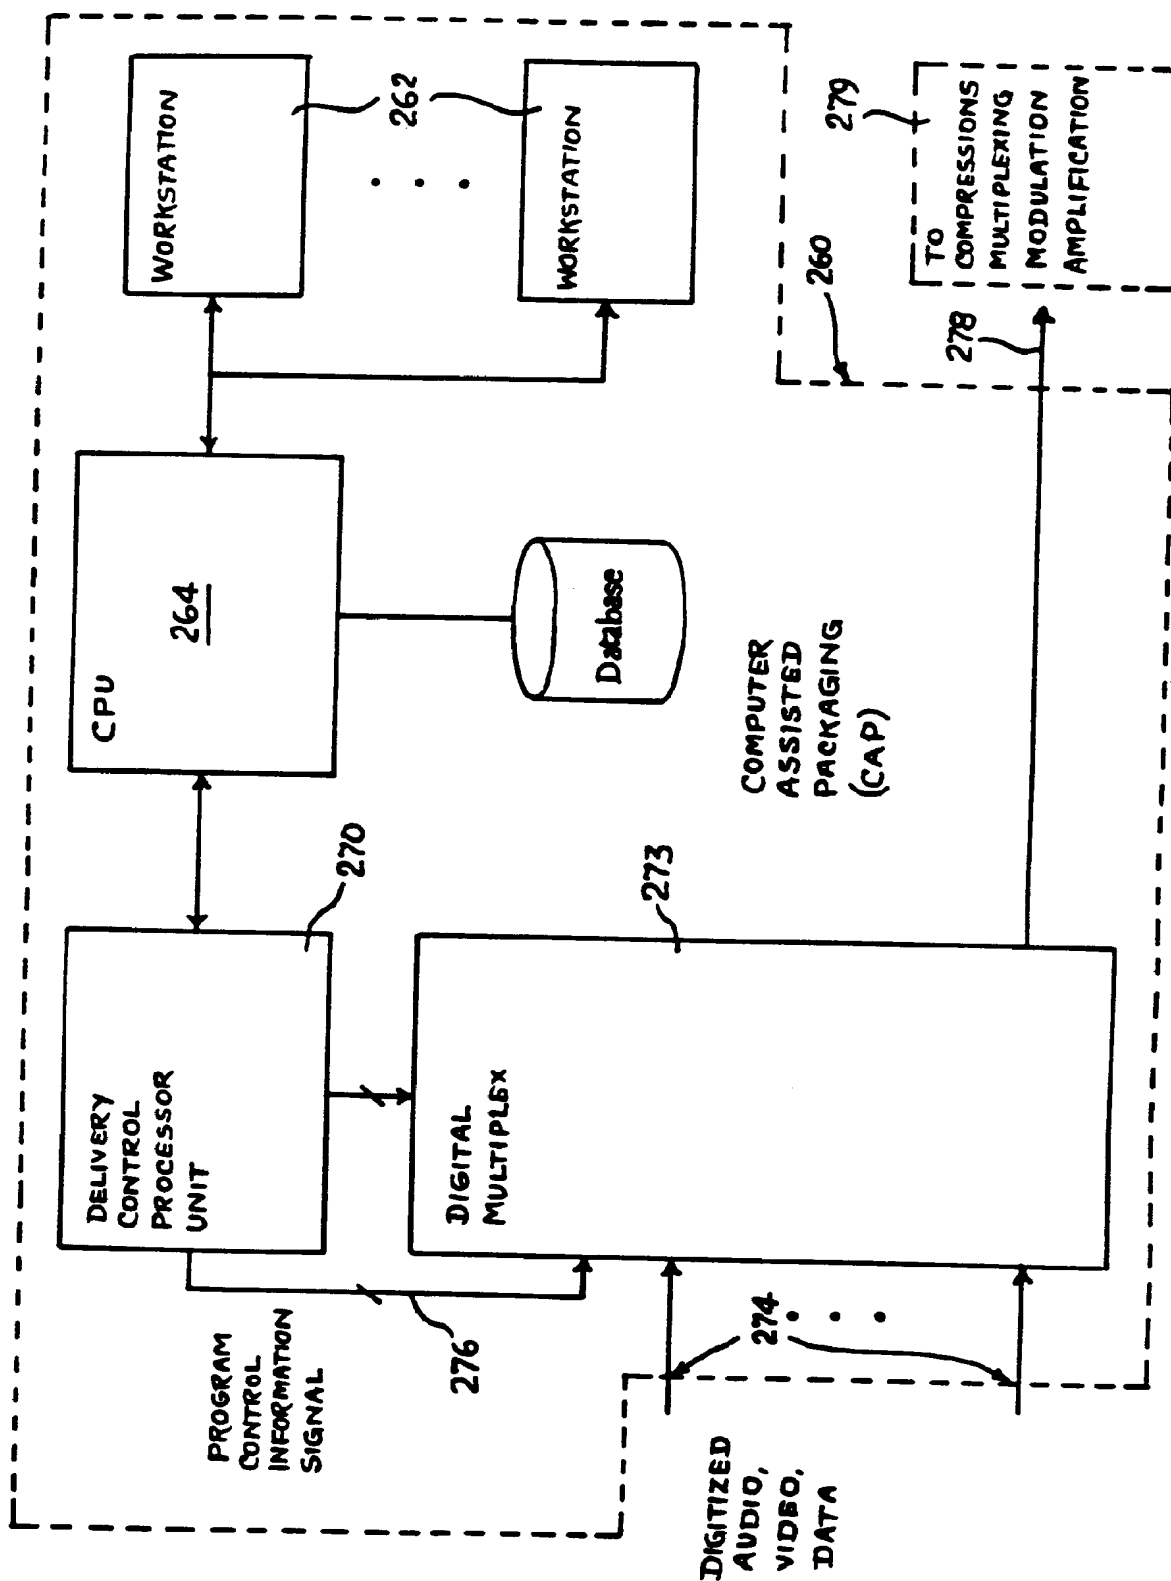 DELIVERY
CONTROL
PROCESSOR
UNIT
270
CPU
264
WORKSTATION
262
WORKSTATION
Database
PROGRAM
CONTROL
INFORMATION
SIGNAL
276
DIGITAL
MULTIPLEX
273
COMPUTER
ASSISTED
PACKAGING
(CAP)
260
DIGITIZED
AUDIO,
VIDEO,
DATA
274
278
279
TO
COMPRESSIONS
MULTIPLEXING
MODULATION
AMPLIFICATION